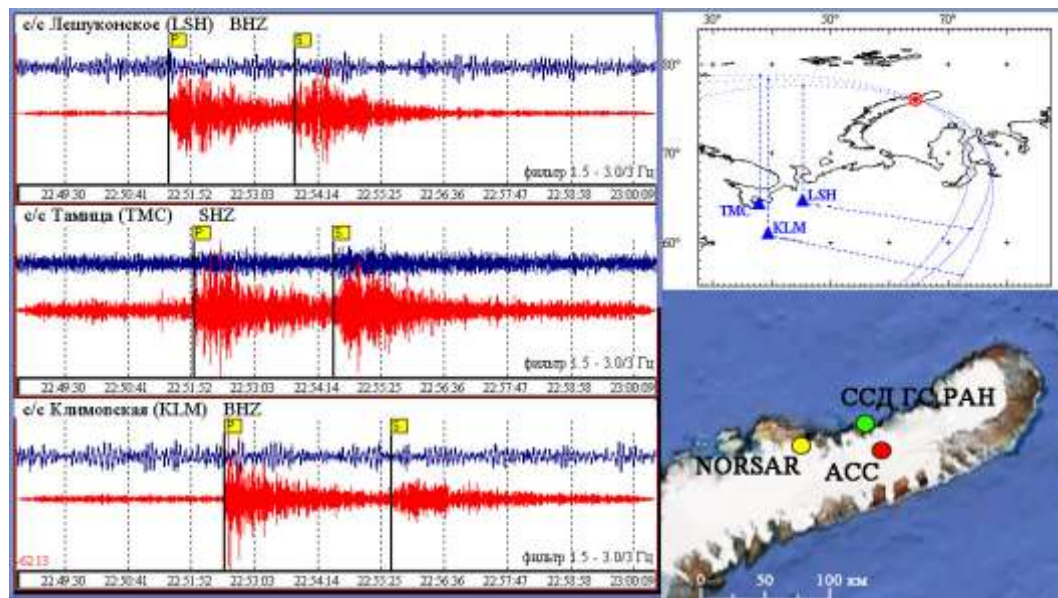 с/с Лешуконское (LSH) BHZ
P
S
фильтр 1.5 - 3.0/3 Гц
22:49:30 22:50:41 22:51:52 22:53:03 22:54:14 22:55:25 22:56:36 22:57:47 22:58:58 23:00:09
с/с Тамица (TMC) SHZ
P
S
фильтр 1.5 - 3.0/3 Гц
22:49:30 22:50:41 22:51:52 22:53:03 22:54:14 22:55:25 22:56:36 22:57:47 22:58:58 23:00:09
с/с Климовская (KLM) BHZ
P
S
-6213
фильтр 1.5 - 3.0/3 Гц
22:49:30 22:50:41 22:51:52 22:53:03 22:54:14 22:55:25 22:56:36 22:57:47 22:58:58 23:00:09
30° 50° 70°
80°
70°
60°
TMC
LSH
KLM
ССД ГС РАН
NORSAR
АСС
0 50 100 км